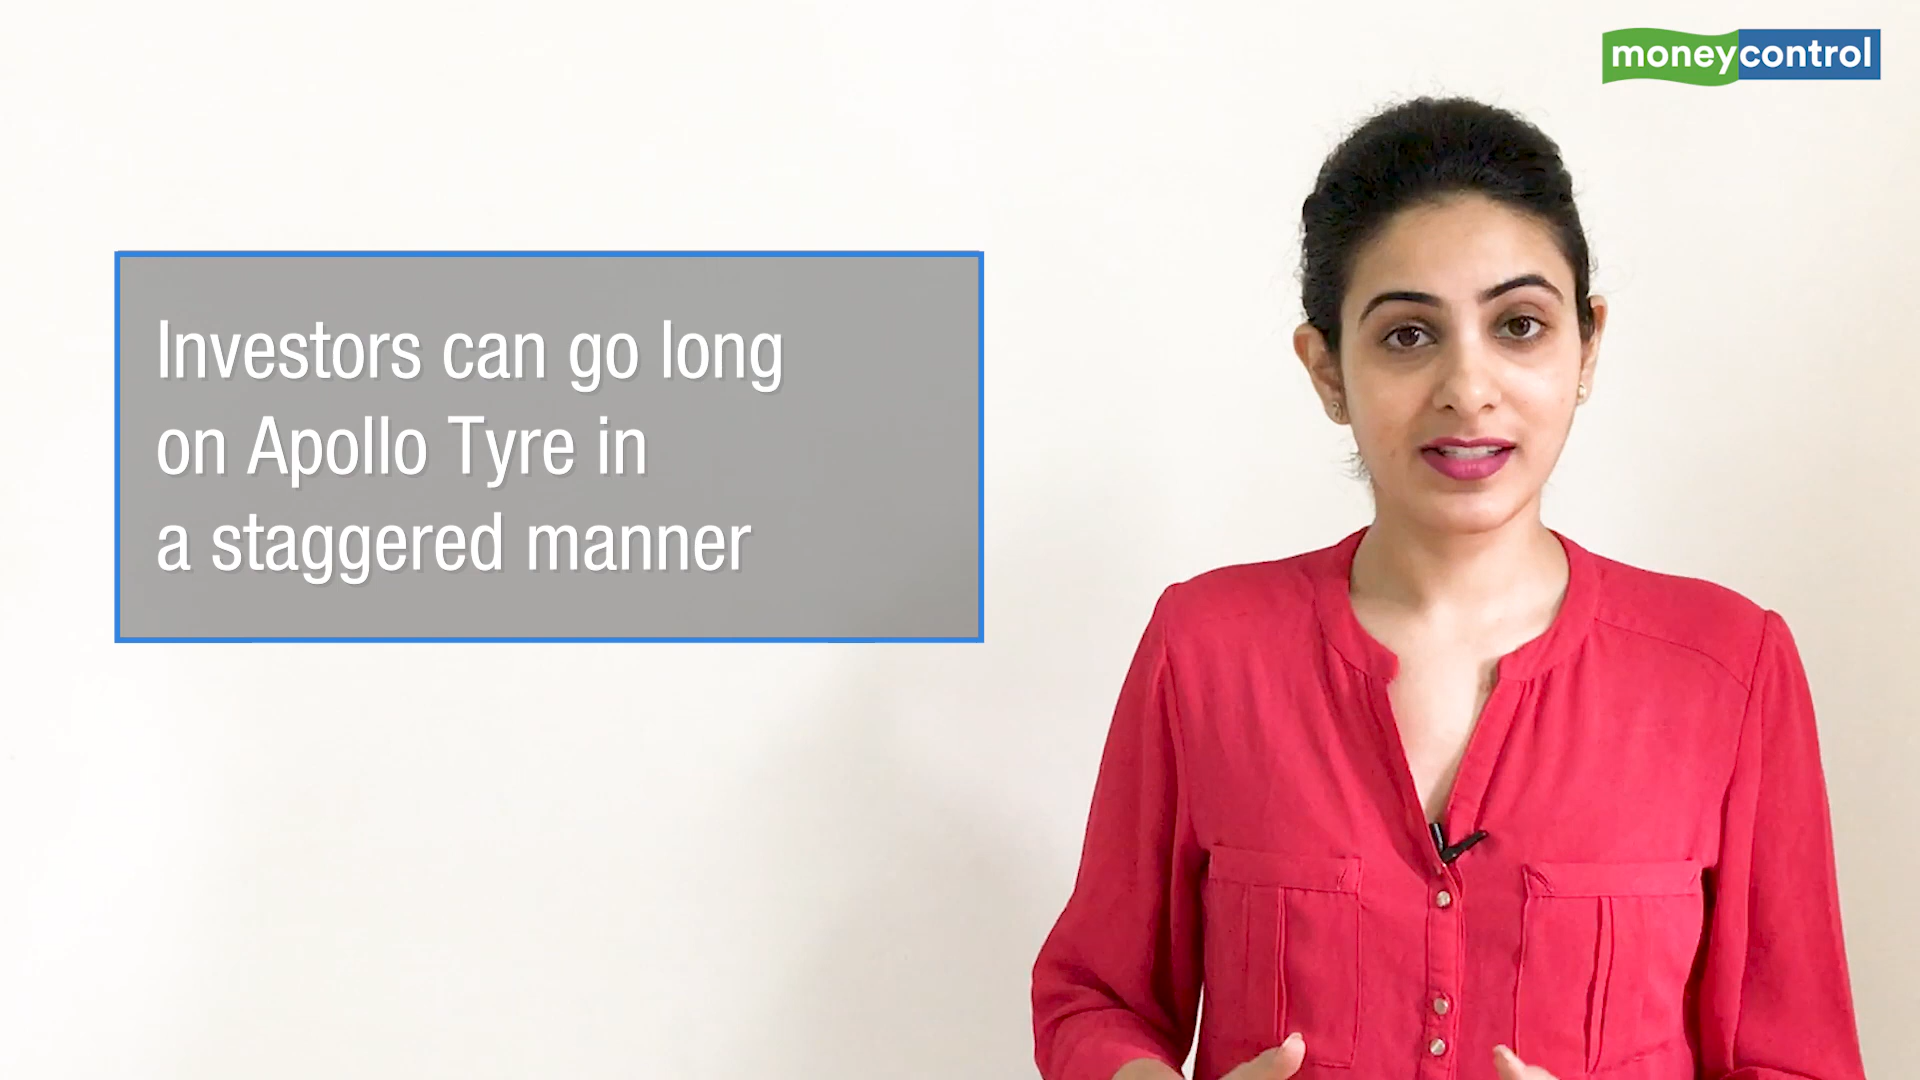 moneycontrol
Investors can go long
on Apollo Tyre in
a staggered manner